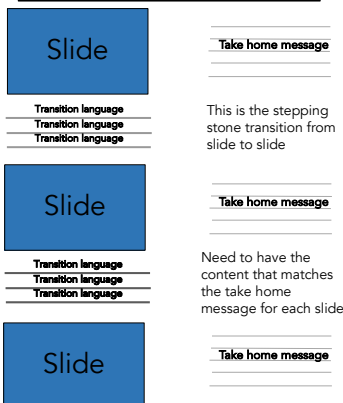 Slide
Take home message
Transition language
Transition language
Transition language
This is the stepping
stone transition from
slide to slide
Slide
Take home message
Transition language
Transition language
Transition language
Need to have the
content that matches
the take home
message for each slide
Slide
Take home message